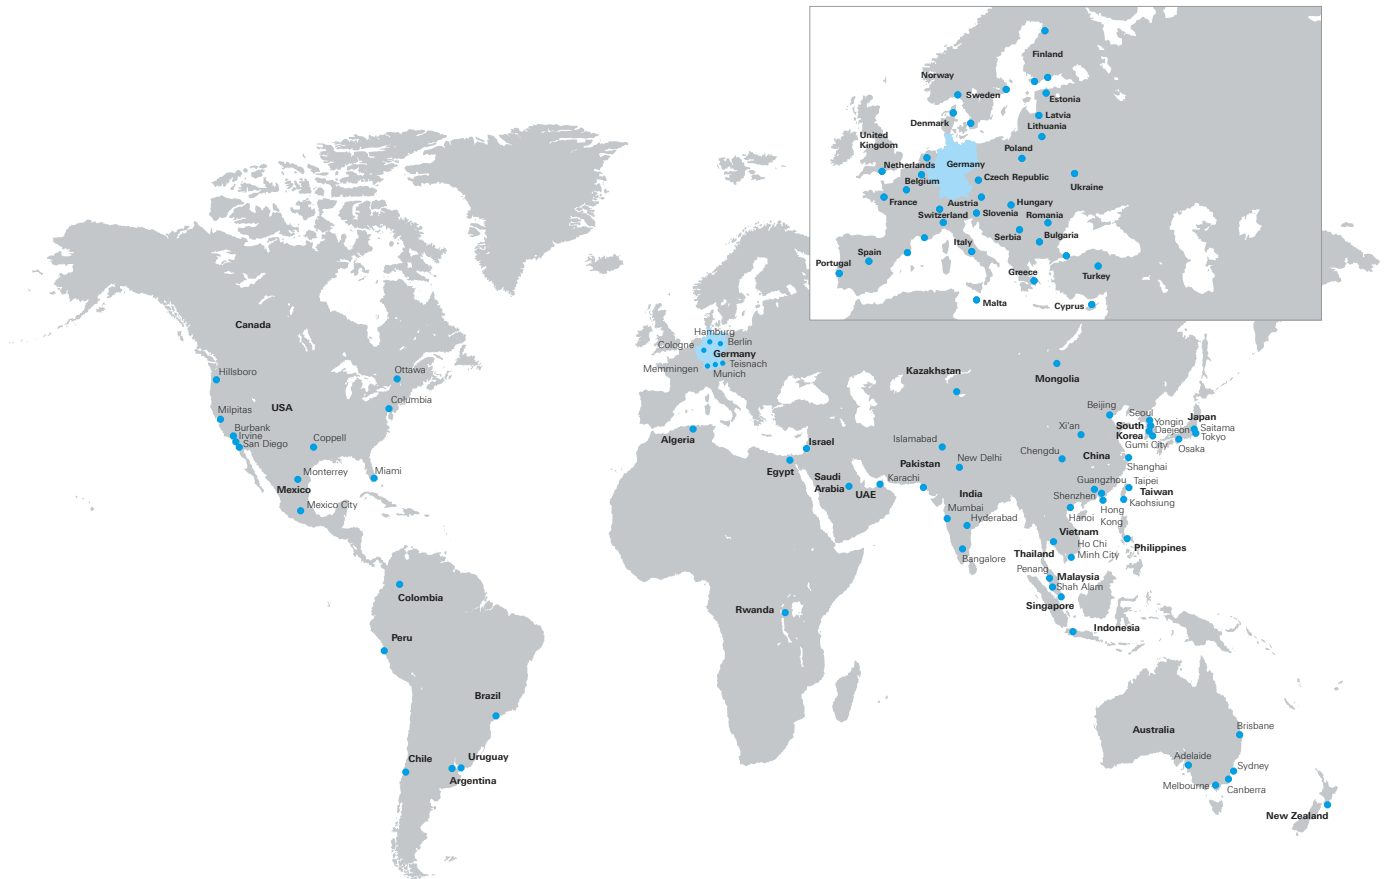 Finland
Norway
Sweden
Estonia
Denmark
Latvia
Lithuania
United
Kingdom
Poland
Netherlands
Germany
Belgium
Czech Republic
Ukraine
France
Austria
Hungary
Switzerland
Slovenia
Romania
Serbia
Bulgaria
Italy
Spain
Portugal
Greece
Turkey
Malta
Cyprus
Canada
Hillsboro
Ottawa
Milpitas
USA
Columbia
Burbank
Irvine
San Diego
Coppell
Monterrey
Miami
Mexico
Mexico City
Colombia
Peru
Brazil
Chile
Uruguay
Argentina
Hamburg
Cologne
Berlin
Germany
Memmingen
Teisnach
Munich
Algeria
Israel
Egypt
Saudi
Arabia
UAE
Rwanda
Kazakhstan
Mongolia
Islamabad
Pakistan
New Delhi
Karachi
India
Mumbai
Hyderabad
Bangalore
Beijing
Xi'an
Chengdu
China
Seoul
Yongin
South
Korea
Daejeon
Gumi City
Japan
Saitama
Tokyo
Osaka
Shanghai
Guangzhou
Taipei
Shenzhen
Taiwan
Kaohsiung
Hong
Kong
Hanoi
Vietnam
Ho Chi
Minh City
Thailand
Philippines
Penang
Malaysia
Shah Alam
Singapore
Indonesia
Australia
Brisbane
Adelaide
Sydney
Melbourne
Canberra
New Zealand